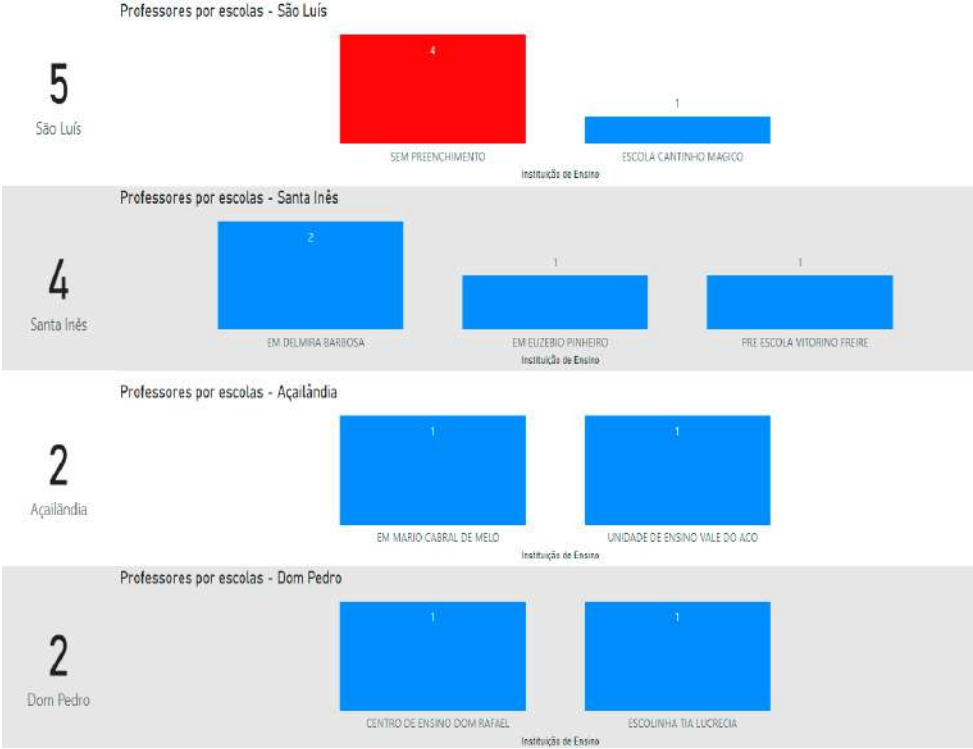 Professores por escolas - São Luís
5
São Luís
4
1
SEM PREENCHIMENTO
ESCOLA CANTINHO MAGICO
Instituição de Ensino
Professores por escolas - Santa Inês
4
Santa Inês
2
1
1
EM DELMIRA BARBOSA
EM EUZEBIO PINHEIRO
PRE ESCOLA VITORINO FREIRE
Instituição de Ensino
Professores por escolas - Açailândia
2
Açailândia
1
1
EM MARIO CABRAL DE MELO
UNIDADE DE ENSINO VALE DO ACO
Instituição de Ensino
Professores por escolas - Dom Pedro
2
Dom Pedro
1
1
CENTRO DE ENSINO DOM RAFAEL
ESCOLINHA TIA LUCRECIA
Instituição de Ensino